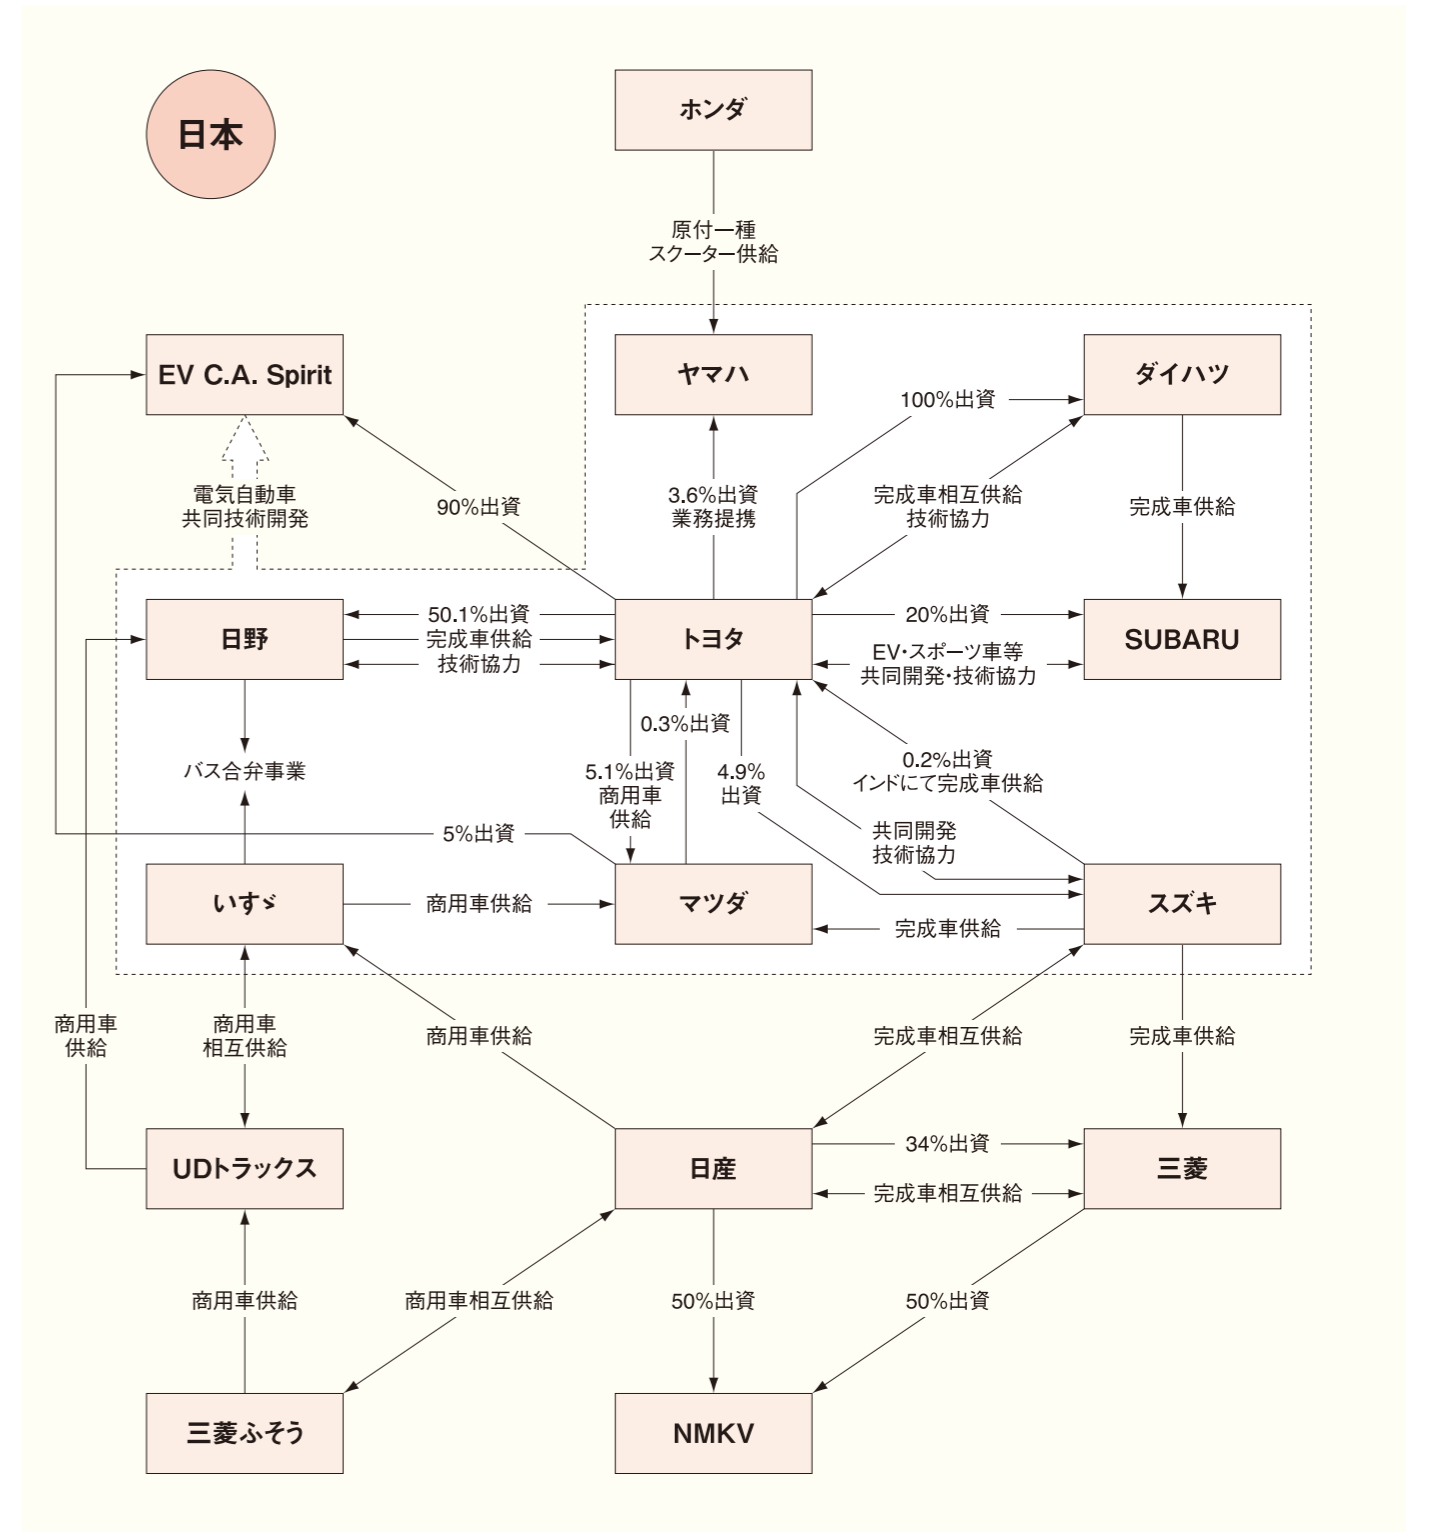 日本
ホンダ
原付一種
スクーター供給
EV C.A. Spirit
ヤマハ
ダイハツ
100%出資
電気自動車
共同技術開発
90%出資
3.6%出資
業務提携
完成車相互供給
技術協力
完成車供給
日野
50.1%出資
完成車供給
技術協力
トヨタ
20%出資
EV・スポーツ車等
共同開発・技術協力
SUBARU
0.3%出資
バス合弁事業
5.1%出資
商用車
供給
4.9%
出資
0.2%出資
インドにて完成車供給
共同開発
技術協力
5%出資
いすゞ
商用車供給
マツダ
完成車供給
スズキ
商用車
供給
商用車
相互供給
商用車供給
完成車相互供給
完成車供給
UDトラックス
日産
34%出資
完成車相互供給
三菱
商用車供給
商用車相互供給
50%出資
50%出資
三菱ふそう
NMKV